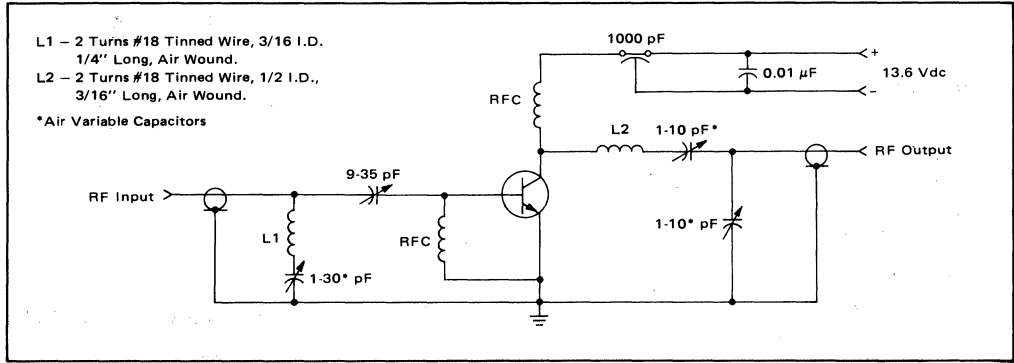 L1 – 2 Turns #18 Tinned Wire, 3/16 I.D.
1/4" Long, Air Wound.
L2 – 2 Turns #18 Tinned Wire, 1/2 I.D.,
3/16" Long, Air Wound.
*Air Variable Capacitors
1000 pF
+
0.01 μF
13.6 Vdc
–
RFC
L2
1-10 pF*
RF Output
9-35 pF
RF Input
L1
RFC
1-10* pF
1-30* pF